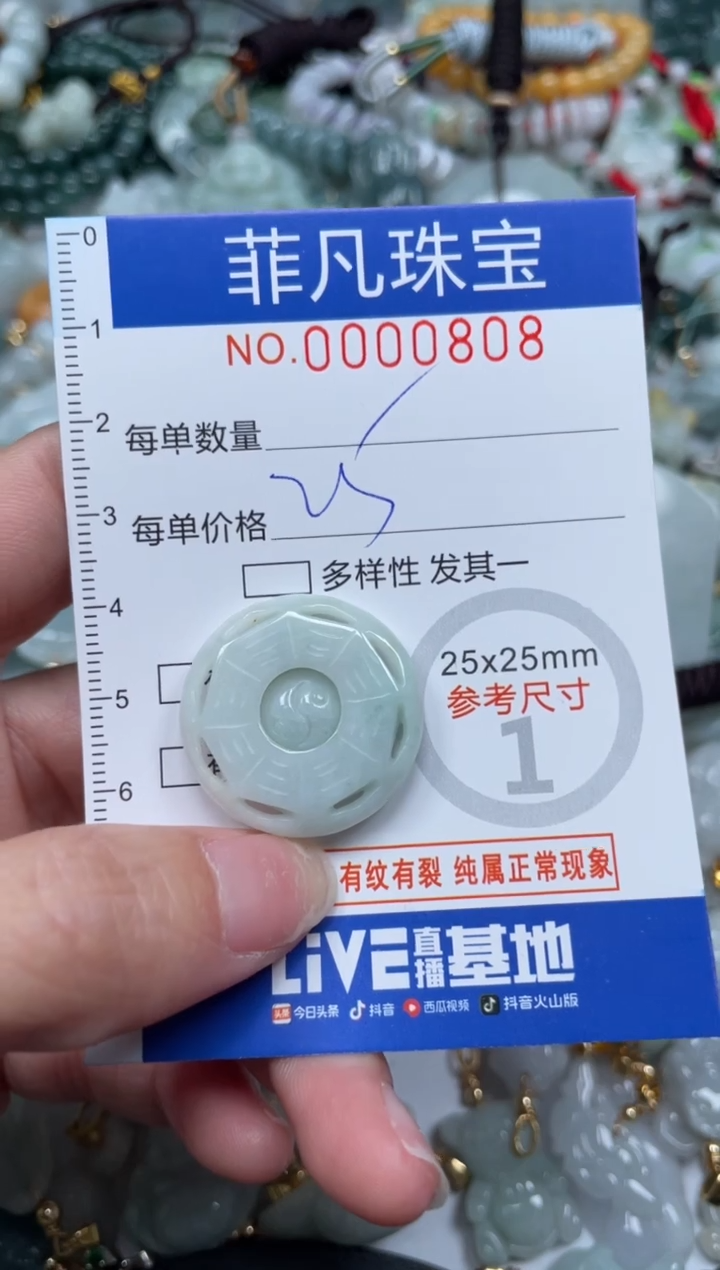 0
菲凡珠宝
1
NO.0000808
2
每单数量
3
每单价格 25
多样性 发其一
4
25x25mm
5
参考尺寸
1
6
有纹有裂 纯属正常现象
LiVE直播基地
头条 今日头条 抖音 西瓜视频 抖音火山版